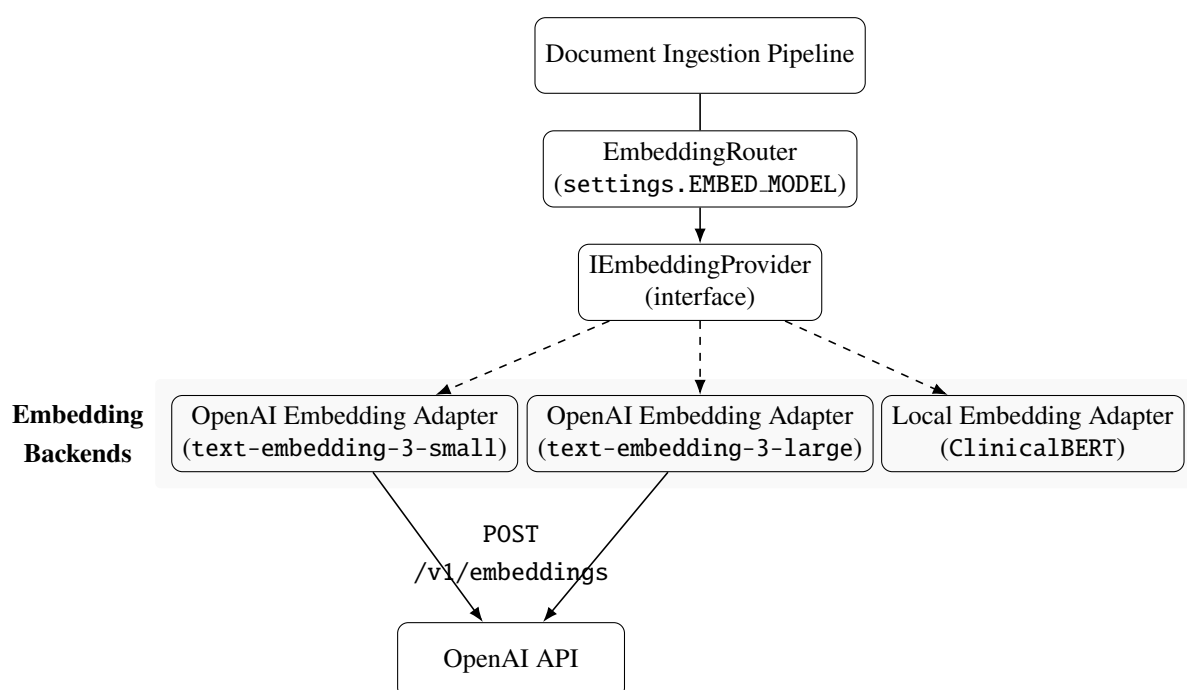 Document Ingestion Pipeline
EmbeddingRouter
(settings.EMBED_MODEL)
IEmbeddingProvider
(interface)
Embedding
Backends
OpenAI Embedding Adapter
(text-embedding-3-small)
OpenAI Embedding Adapter
(text-embedding-3-large)
Local Embedding Adapter
(ClinicalBERT)
POST
/v1/embeddings
OpenAI API